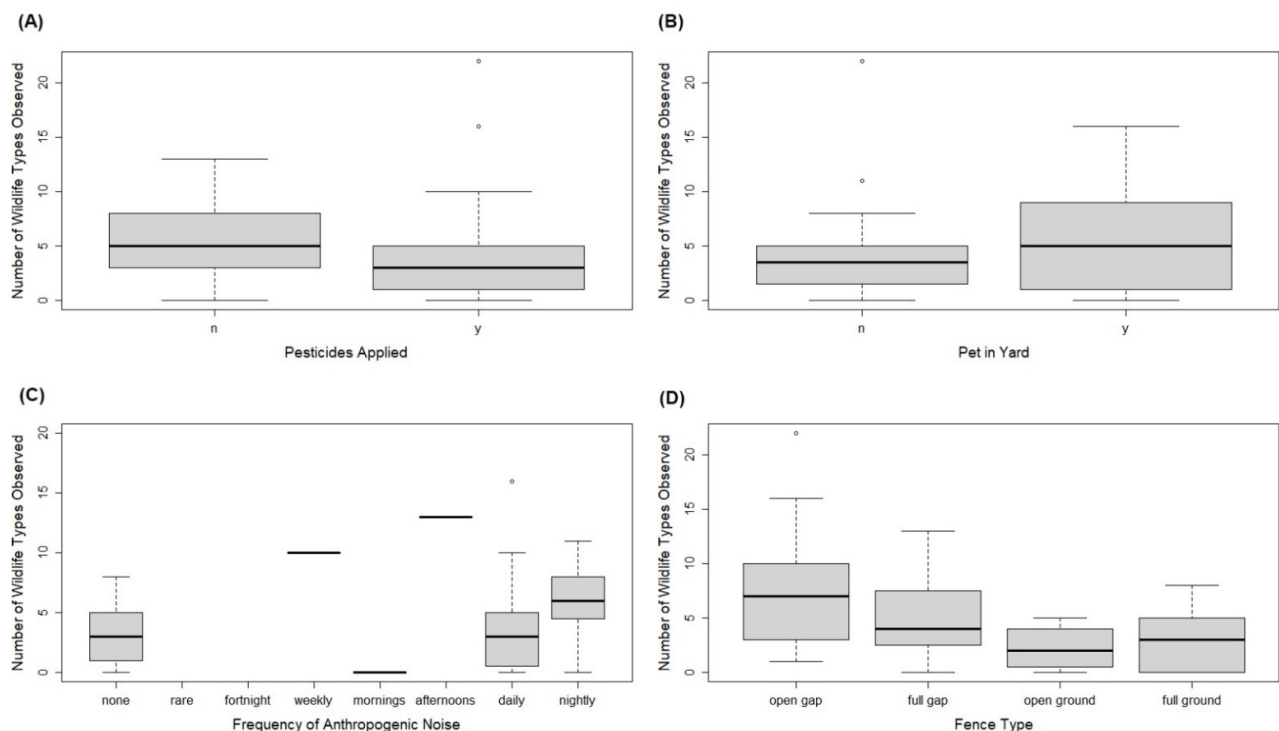 (A)
Number of Wildlife Types Observed
20
15
10
5
0
n y
Pesticides Applied
(B)
Number of Wildlife Types Observed
20
15
10
5
0
n y
Pet in Yard
(C)
Number of Wildlife Types Observed
20
15
10
5
0
none rare fortnight weekly mornings afternoons daily nightly
Frequency of Anthropogenic Noise
(D)
Number of Wildlife Types Observed
20
15
10
5
0
open gap full gap open ground full ground
Fence Type